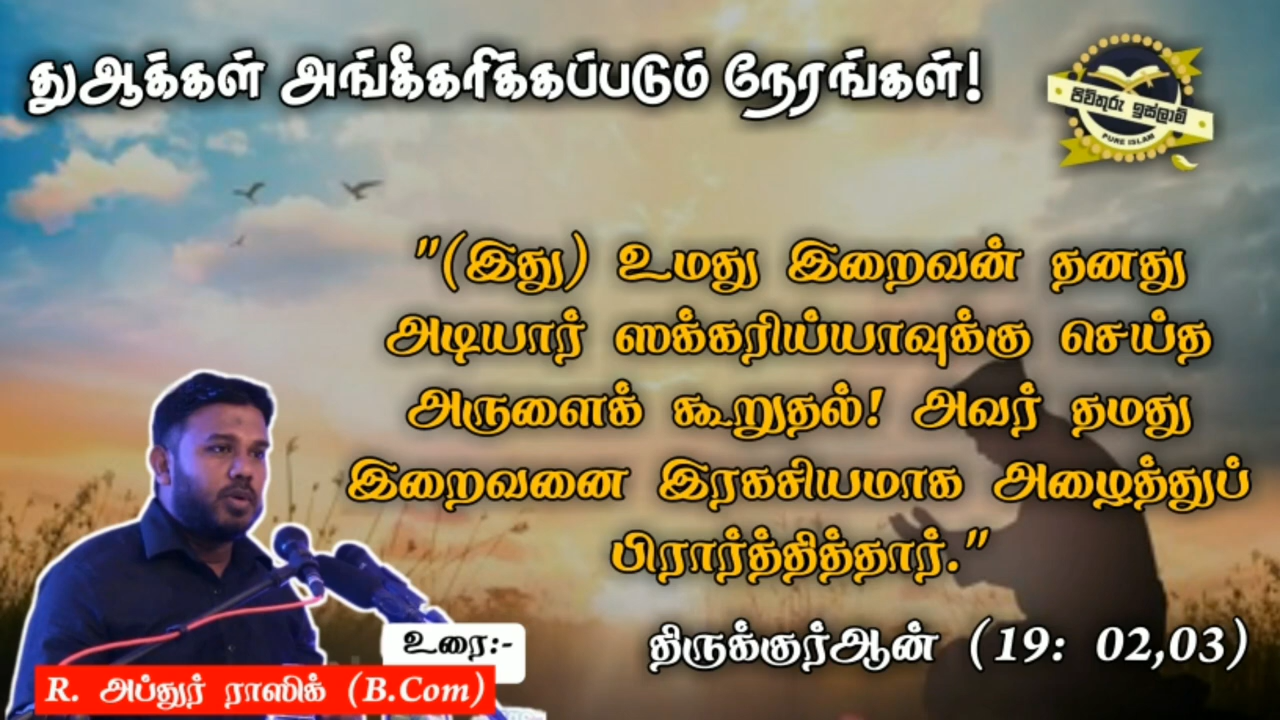 துஆக்கள் அங்கீகரிக்கப்படும் நேரங்கள்!
පිවිතුරු ඉස්ලාම්
PURE ISLAM
"(இது) உமது இறைவன் தனது
அடியார் ஸக்கரிய்யாவுக்கு செய்த
அருளைக் கூறுதல்! அவர் தமது
இறைவனை இரகசியமாக அழைத்துப்
பிரார்த்தித்தார்."
திருக்குர்ஆன் (19: 02,03)
உரை:-
R. அப்துர் ராஸிக் (B.Com)